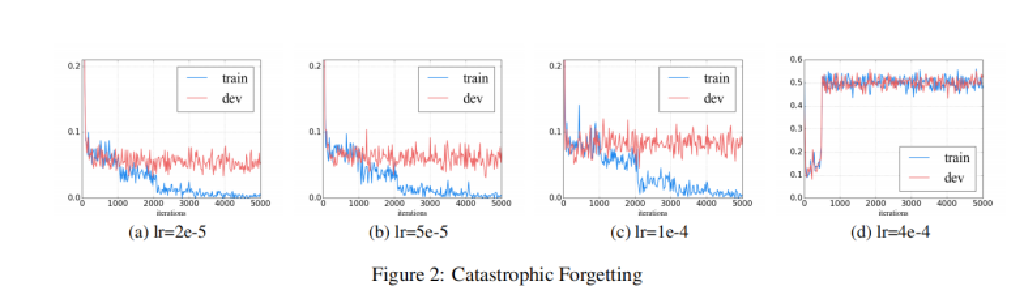 0.2
0.1
0.0
0 1000 2000 3000 4000 5000
iterations
train
dev
(a) lr=2e-5
0.2
0.1
0.0
0 1000 2000 3000 4000 5000
iterations
train
dev
(b) lr=5e-5
0.2
0.1
0.0
0 1000 2000 3000 4000 5000
iterations
train
dev
(c) lr=1e-4
0.6
0.5
0.4
0.3
0.2
0.1
0.0
0 1000 2000 3000 4000 5000
iterations
train
dev
(d) lr=4e-4
Figure 2: Catastrophic Forgetting